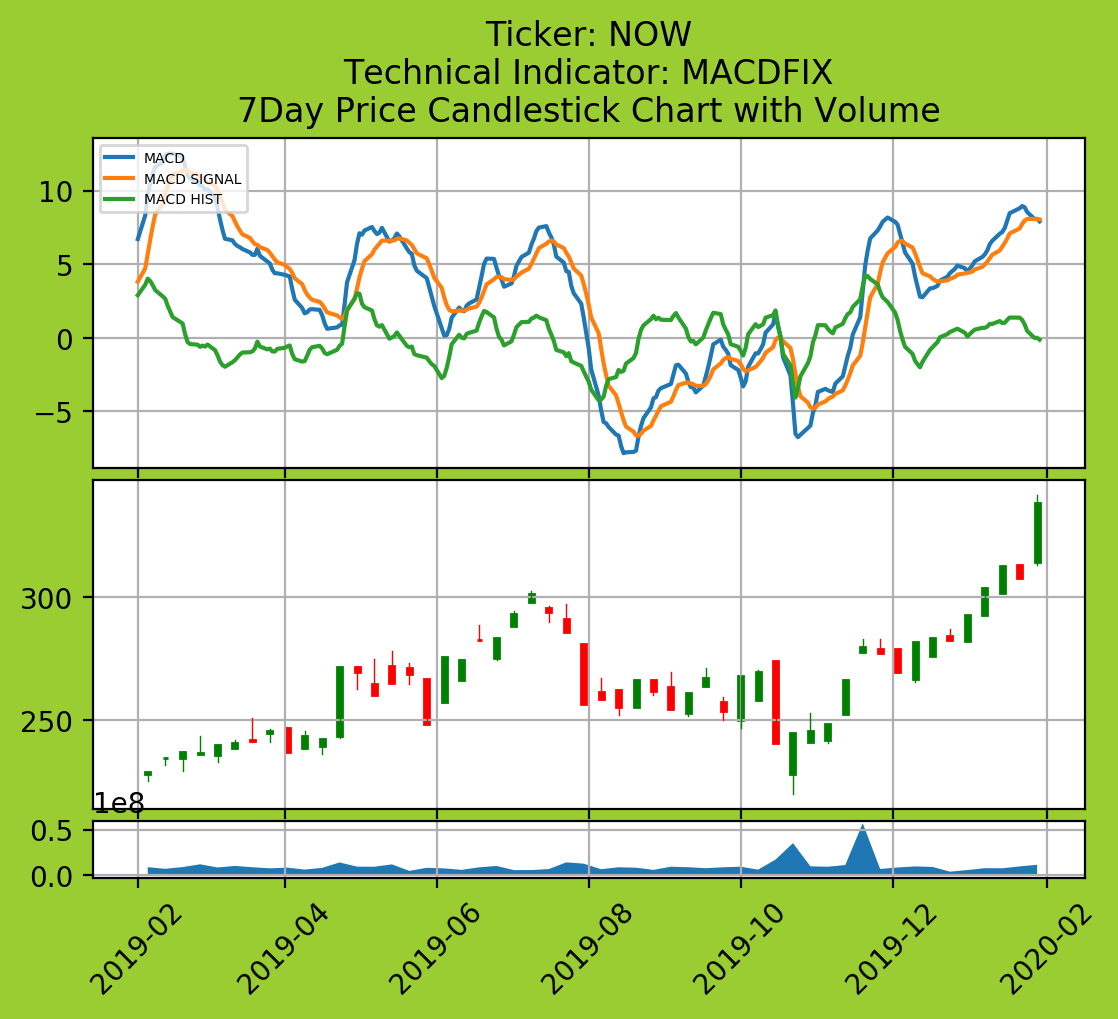 Ticker: NOW
Technical Indicator: MACDFIX
7Day Price Candlestick Chart with Volume
MACD
MACD SIGNAL
MACD HIST
10
5
0
−5
300
250
1e8
0.5
0.0
2019-02
2019-04
2019-06
2019-08
2019-10
2019-12
2020-02